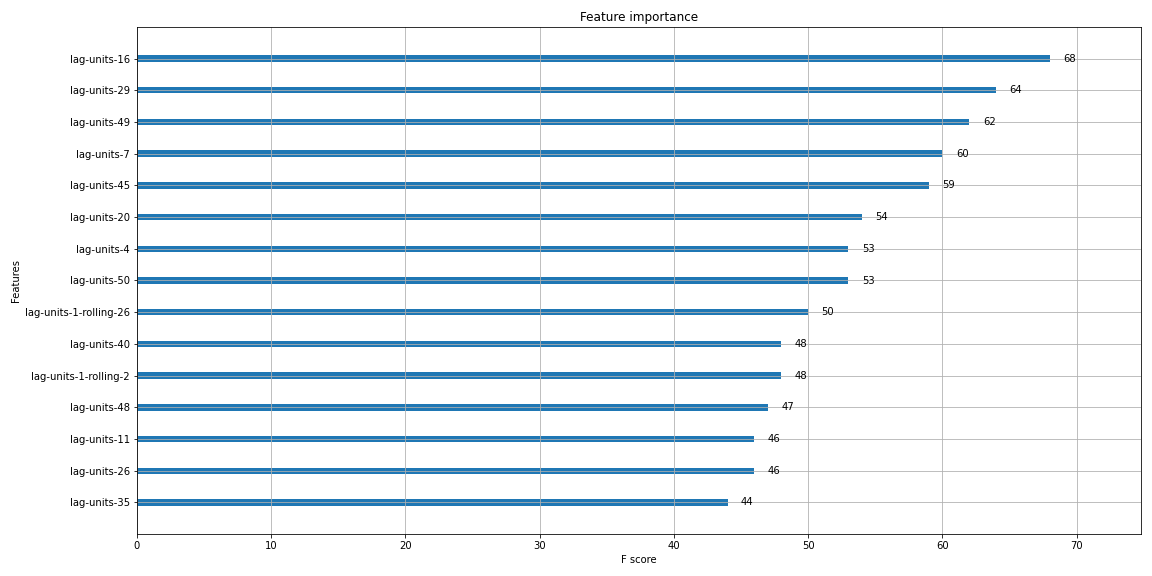 Feature importance
lag-units-16 68
lag-units-29 64
lag-units-49 62
lag-units-7 60
lag-units-45 59
lag-units-20 54
lag-units-4 53
lag-units-50 53
lag-units-1-rolling-26 50
lag-units-40 48
lag-units-1-rolling-2 48
lag-units-48 47
lag-units-11 46
lag-units-26 46
lag-units-35 44
Features
0 10 20 30 40 50 60 70
F score